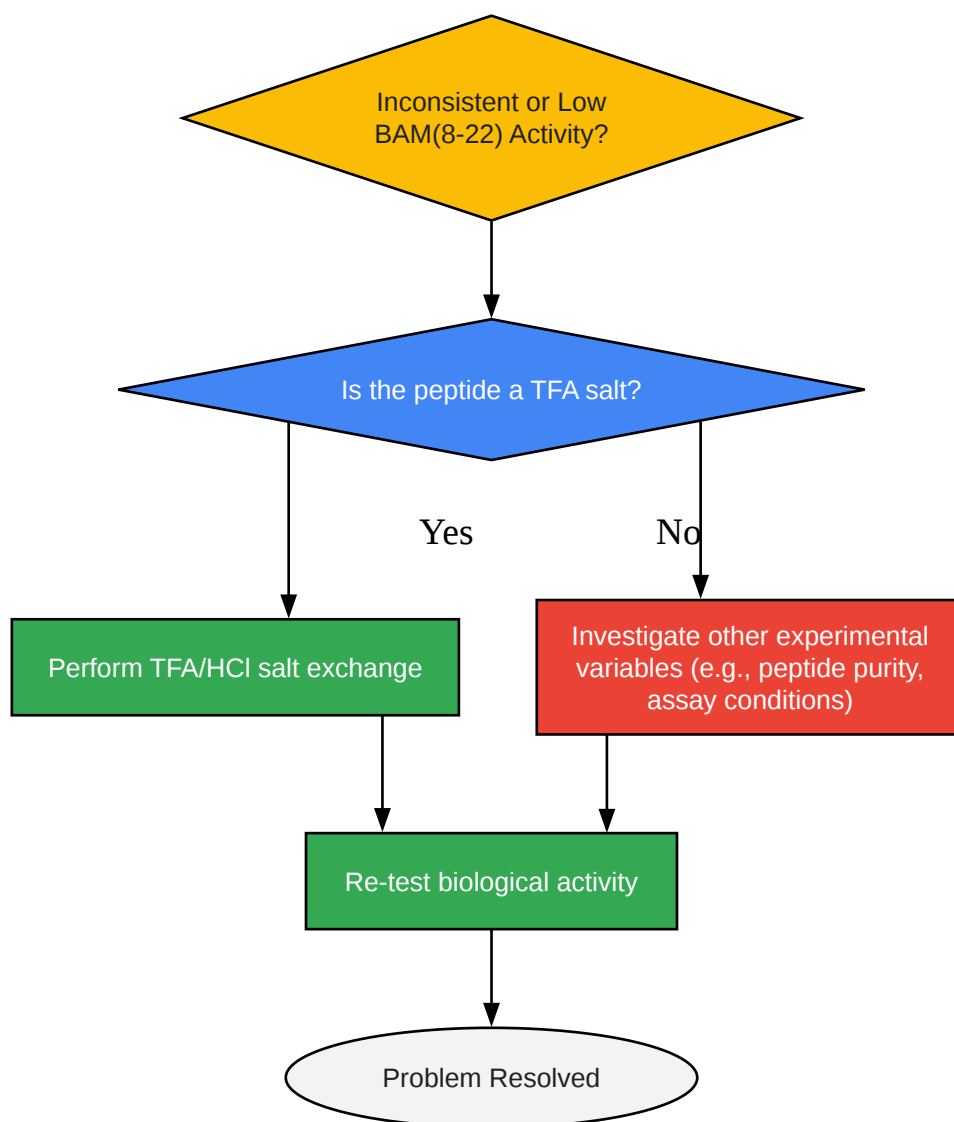 Inconsistent or Low
BAM(8-22) Activity?
Is the peptide a TFA salt?
Yes
No
Perform TFA/HCl salt exchange
Investigate other experimental
variables (e.g., peptide purity,
assay conditions)
Re-test biological activity
Problem Resolved